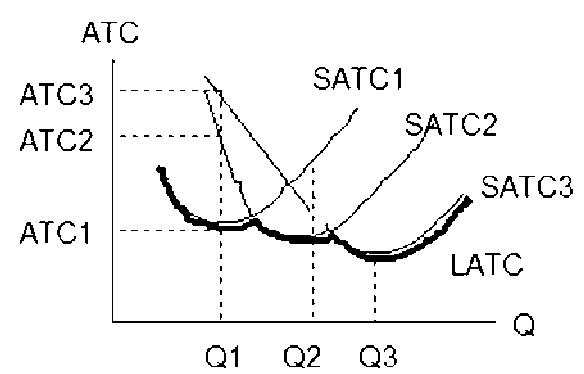 ATC
SATC1
ATC3
SATC2
ATC2
SATC3
ATC1
LATC
Q
Q1 Q2 Q3